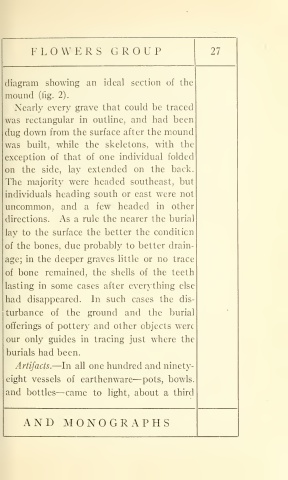 FLOWERS GROUP 27
diagram showing an ideal section of the
mound (fig. 2).
Nearly every grave that could be traced
was rectangular in outline, and had been
dug down from the surface after the mound
was built, while the skeletons, with the
exception of that of one individual folded
on the side, lay extended on the back.
The majority were headed southeast, but
individuals heading south or east were not
uncommon, and a few headed in other
directions. As a rule the nearer the burial
lay to the surface the better the condition
of the bones, due probably to better drain-
age; in the deeper graves little or no trace
of bone remained, the shells of the teeth
lasting in some cases after everything else
had disappeared. In such cases the dis-
turbance of the ground and the burial
offerings of pottery and other objects were
our only guides in tracing just where the
burials had been.
Artifacts.—In all one hundred and ninety-
eight vessels of earthenware—pots, bowls,
and bottles—came to light, about a third
AND MONOGRAPHS